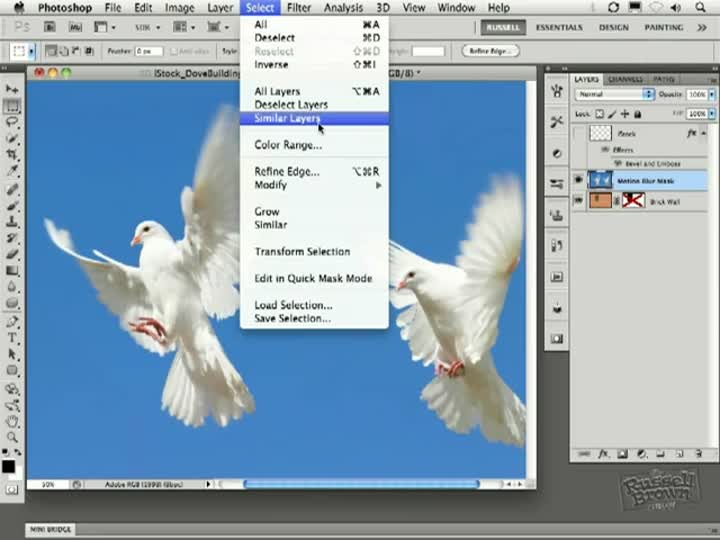 Photoshop File Edit Image Layer Select Filter Analysis 3D View Window Help
50% RUSSELL ESSENTIALS DESIGN PAINTING
Feather: 0 px Anti-alias Style: Height: Refine Edge...
iStock_DoveBuilding GB/8) *
All ⌘A
Deselect ⌘D
Reselect ⇧⌘D
Inverse ⇧⌘I
All Layers ⌥⌘A
Deselect Layers
Similar Layers
Color Range...
Refine Edge... ⌥⌘R
Modify
Grow
Similar
Transform Selection
Edit in Quick Mask Mode
Load Selection...
Save Selection...
LAYERS CHANNELS PATHS
Normal Opacity: 100%
Lock: Fill: 100%
iStock fx
Effects
Bevel and Emboss
Motion Blur Mask
Brick Wall
50% Adobe RGB (1998) (8bpc)
Russell
Brown
MINI BRIDGE